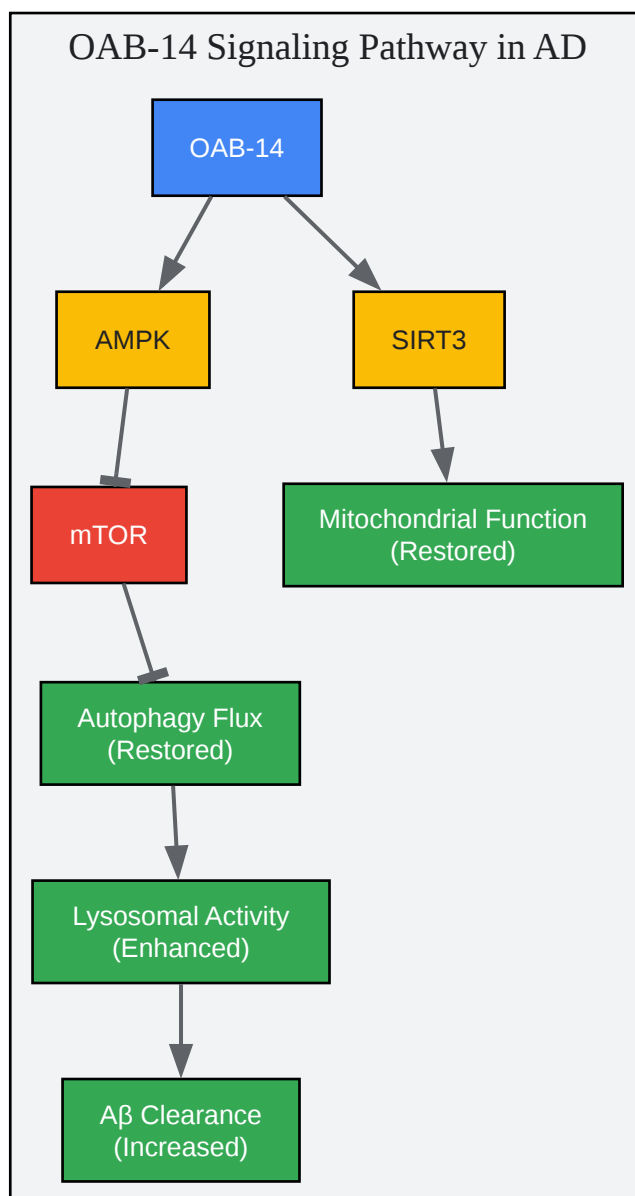 OAB-14 Signaling Pathway in AD
OAB-14
AMPK
SIRT3
mTOR
Mitochondrial Function
(Restored)
Autophagy Flux
(Restored)
Lysosomal Activity
(Enhanced)
Aβ Clearance
(Increased)